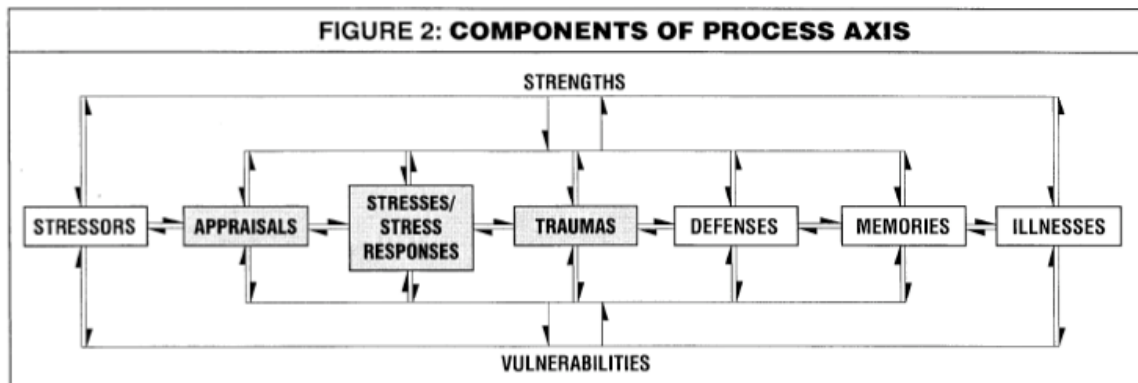 FIGURE 2: COMPONENTS OF PROCESS AXIS
STRENGTHS
STRESSORS
APPRAISALS
STRESSES/
STRESS
RESPONSES
TRAUMAS
DEFENSES
MEMORIES
ILLNESSES
VULNERABILITIES